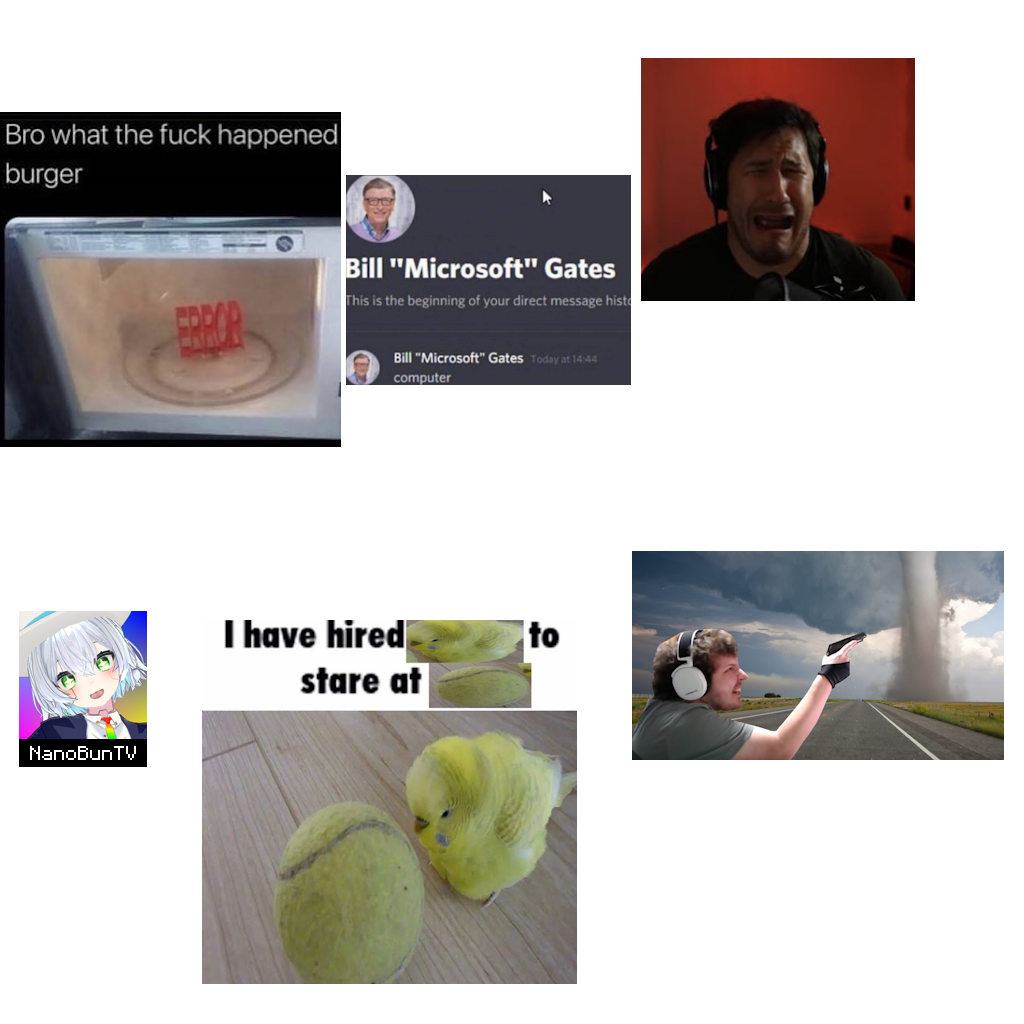 Bro what the fuck happened
burger
ERROR
Bill "Microsoft" Gates
This is the beginning of your direct message histo
Bill "Microsoft" Gates Today at 14:44
computer
I have hired to
stare at
NanoBunTV